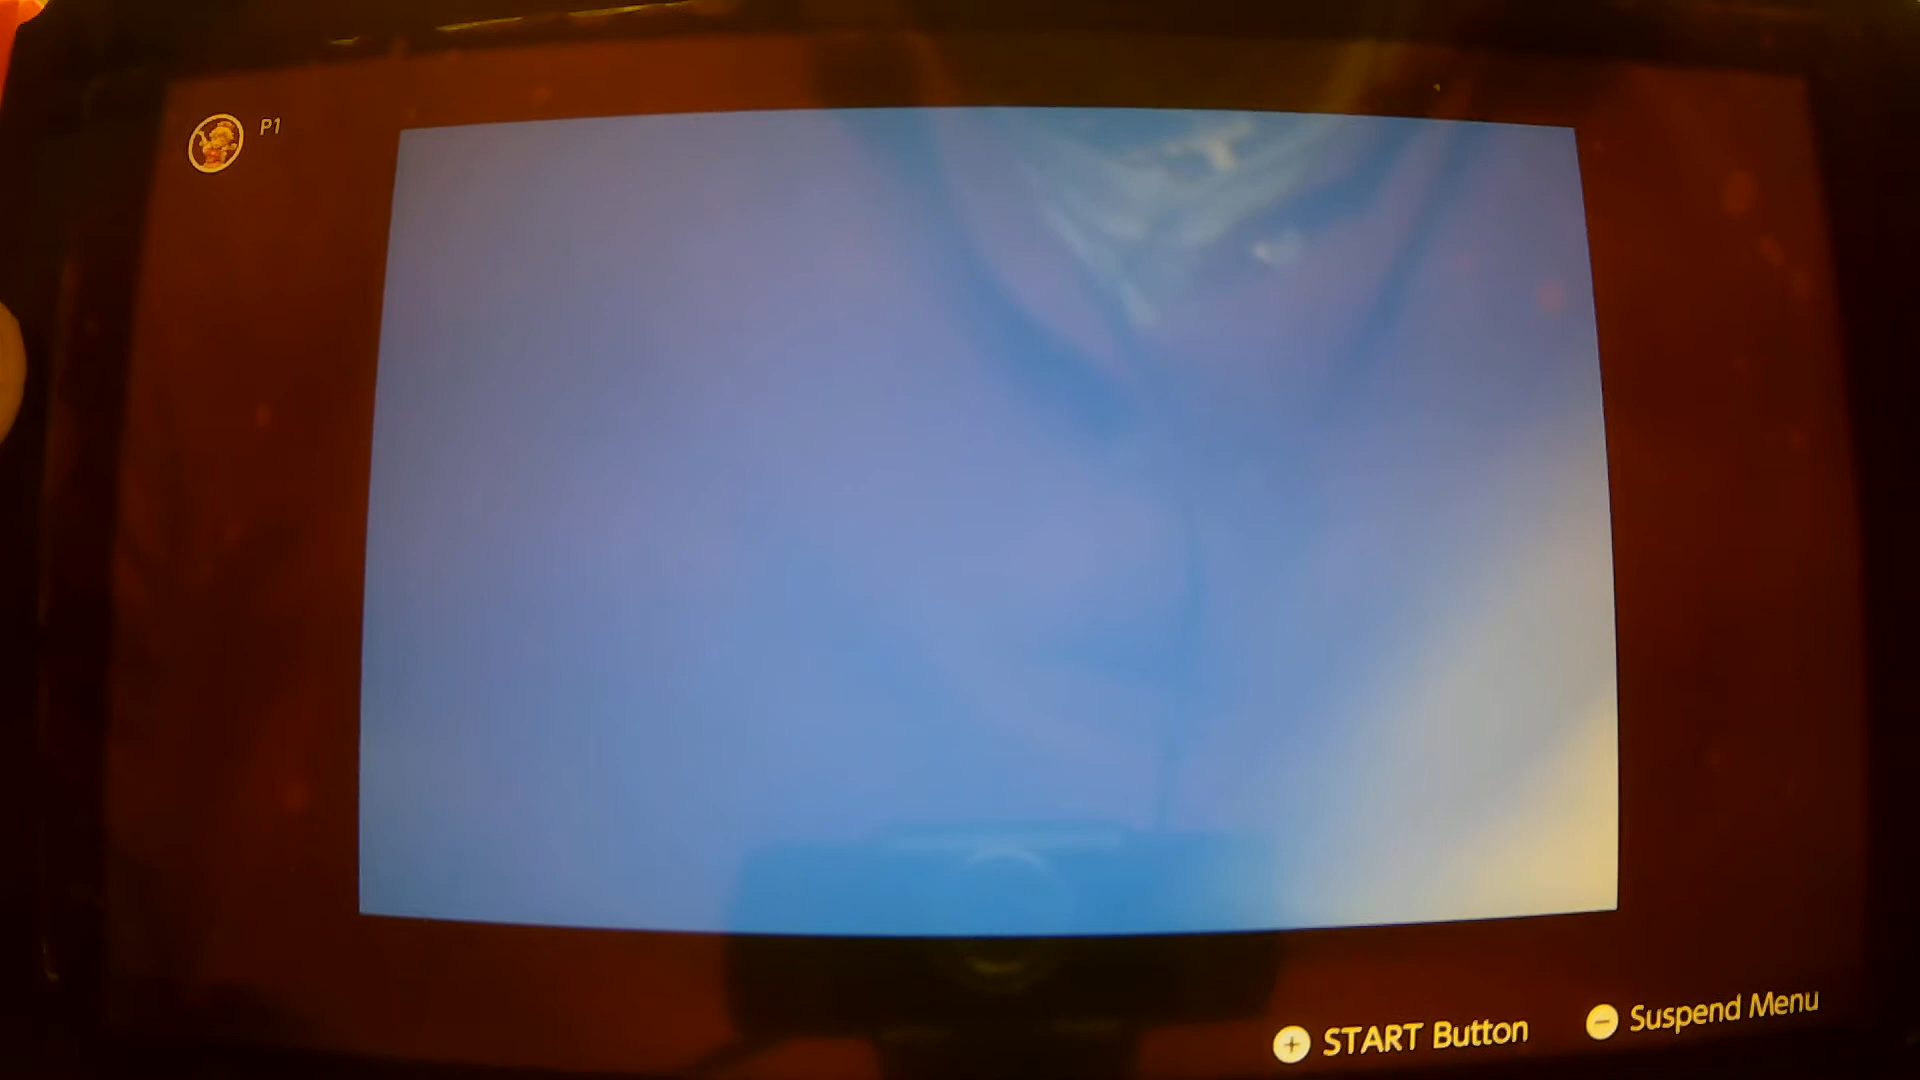 P1
+ START Button
− Suspend Menu